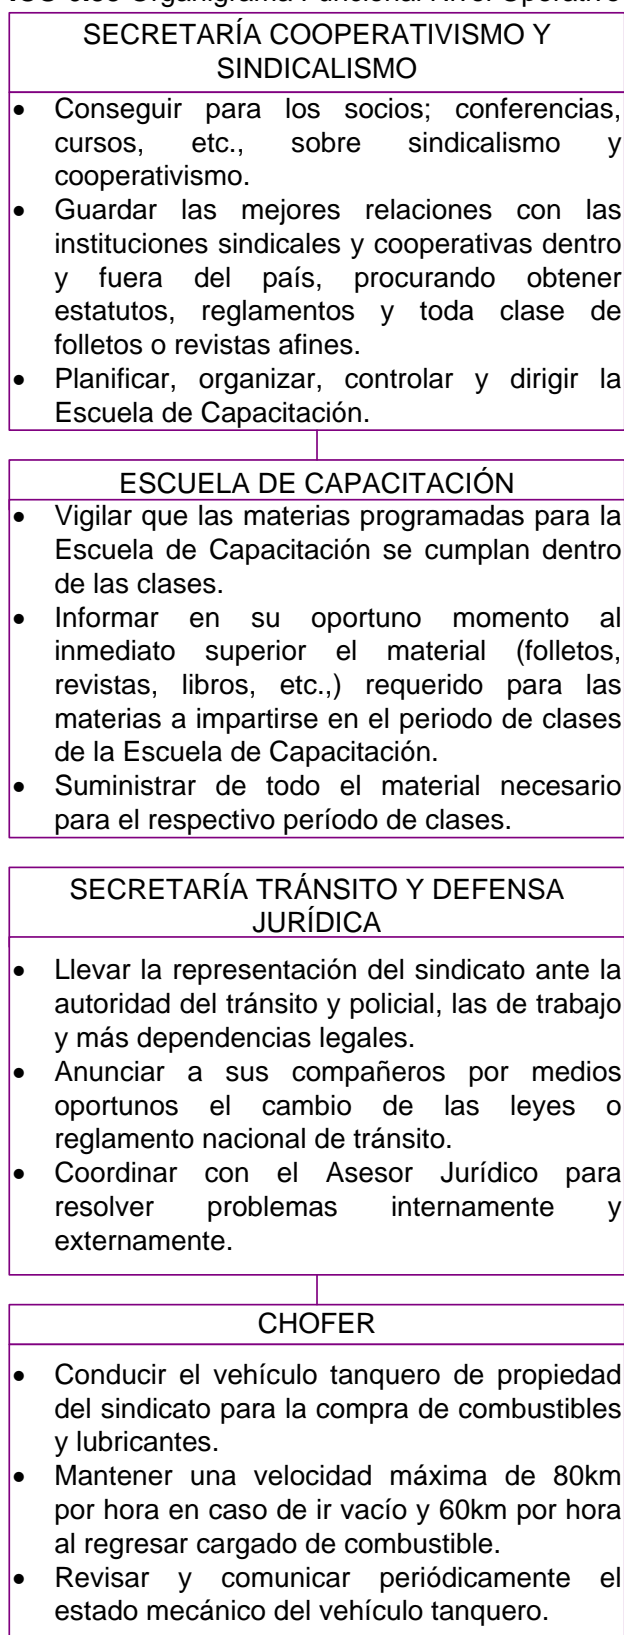 Organigrama Funcional Nivel Operativo
SECRETARÍA COOPERATIVISMO Y
SINDICALISMO
• Conseguir para los socios; conferencias,
cursos, etc., sobre sindicalismo y
cooperativismo.
• Guardar las mejores relaciones con las
instituciones sindicales y cooperativas dentro
y fuera del país, procurando obtener
estatutos, reglamentos y toda clase de
folletos o revistas afines.
• Planificar, organizar, controlar y dirigir la
Escuela de Capacitación.
ESCUELA DE CAPACITACIÓN
• Vigilar que las materias programadas para la
Escuela de Capacitación se cumplan dentro
de las clases.
• Informar en su oportuno momento al
inmediato superior el material (folletos,
revistas, libros, etc.,) requerido para las
materias a impartirse en el periodo de clases
de la Escuela de Capacitación.
• Suministrar de todo el material necesario
para el respectivo período de clases.
SECRETARÍA TRÁNSITO Y DEFENSA
JURÍDICA
• Llevar la representación del sindicato ante la
autoridad del tránsito y policial, las de trabajo
y más dependencias legales.
• Anunciar a sus compañeros por medios
oportunos el cambio de las leyes o
reglamento nacional de tránsito.
• Coordinar con el Asesor Jurídico para
resolver problemas internamente y
externamente.
CHOFER
• Conducir el vehículo tanquero de propiedad
del sindicato para la compra de combustibles
y lubricantes.
• Mantener una velocidad máxima de 80km
por hora en caso de ir vacío y 60km por hora
al regresar cargado de combustible.
• Revisar y comunicar periódicamente el
estado mecánico del vehículo tanquero.